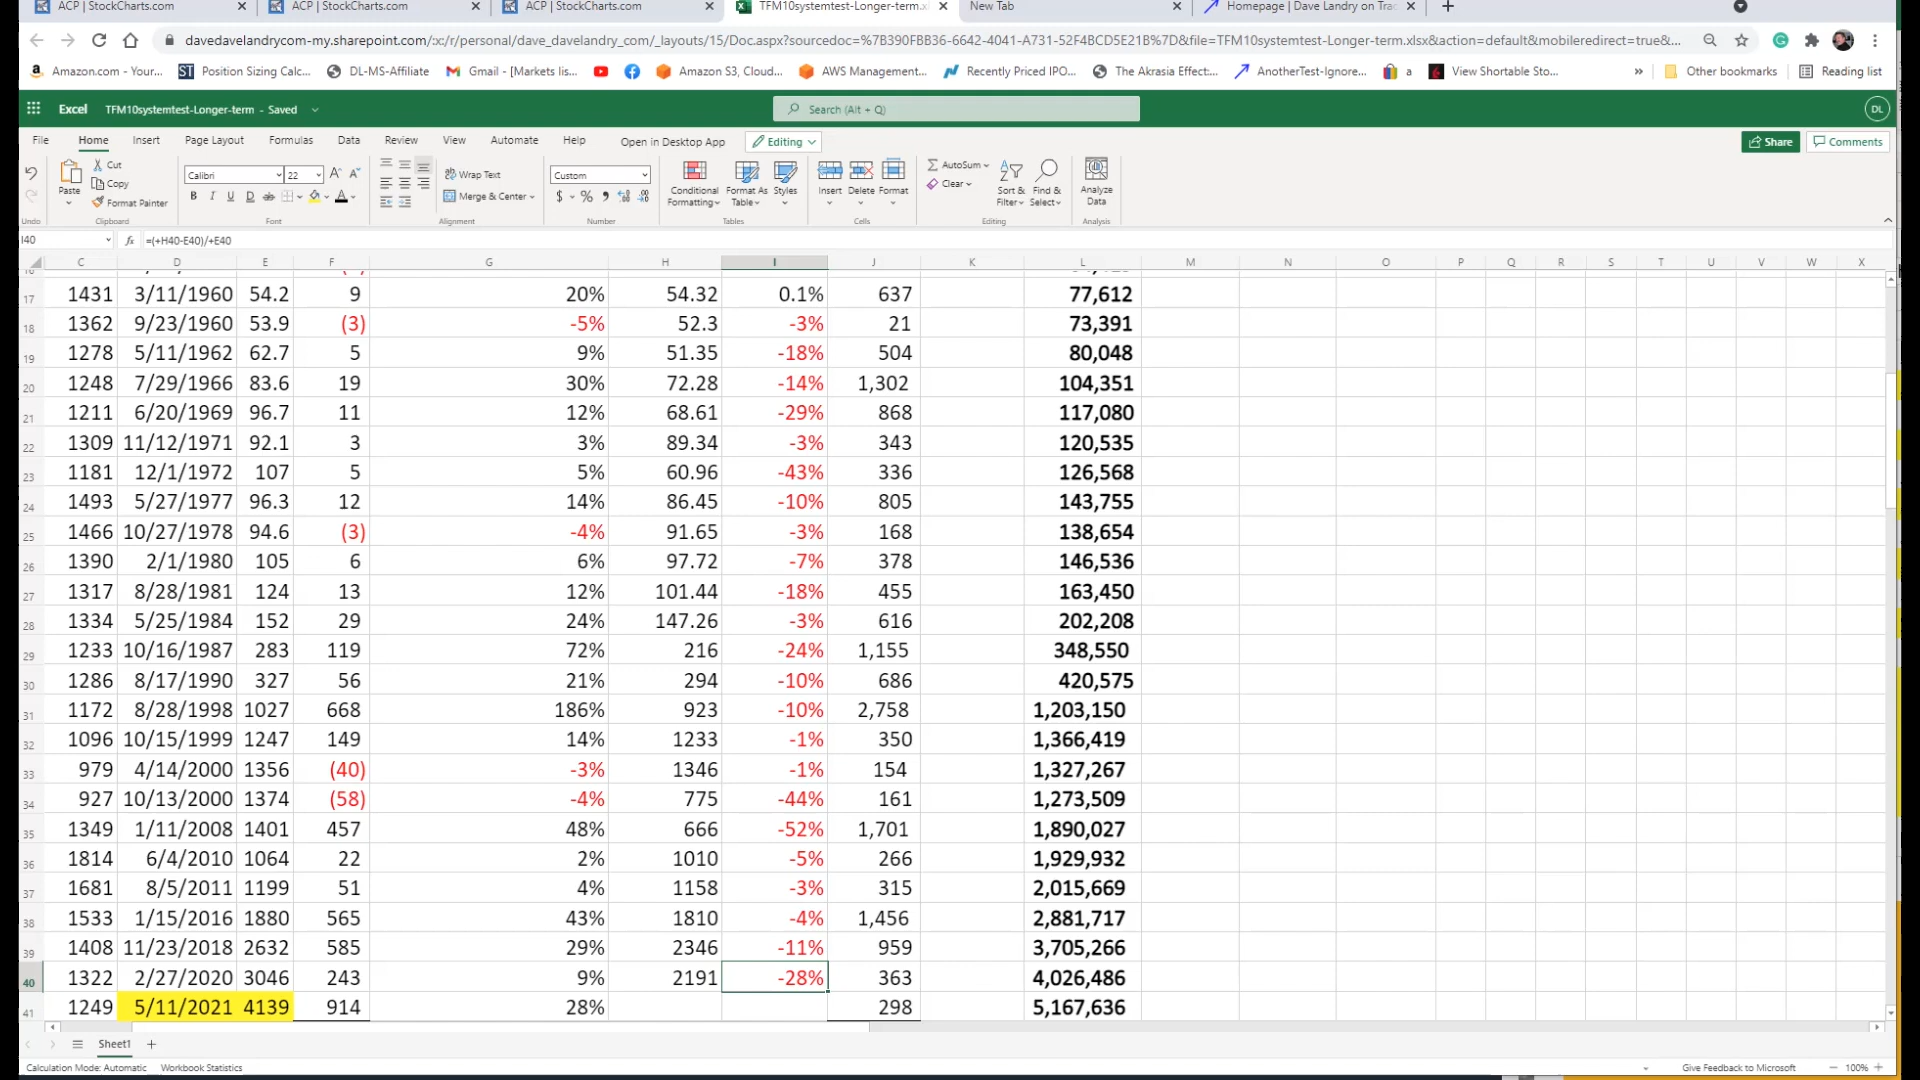 ACP | StockCharts.com ACP | StockCharts.com ACP | StockCharts.com TFM10systemtest-Longer-term.xl New Tab Homepage | Dave Landry on Trad
davedavelandrycom-my.sharepoint.com/:x:/r/personal/dave_davelandry_com/_layouts/15/Doc.aspx?sourcedoc=%7B390FBB36-6642-4041-A731-52F4BCD5E21B%7D&file=TFM10systemtest-Longer-term.xlsx&action=default&mobileredirect=true&...
Amazon.com - Your... Position Sizing Calc... DL-MS-Affiliate Gmail - [Markets lis... Amazon S3, Cloud... AWS Management... Recently Priced IPO... The Akrasia Effect:... AnotherTest-Ignore... a View Shortable Sto... » Other bookmarks Reading list
Excel TFM10systemtest-Longer-term - Saved Search (Alt + Q) DL
File Home Insert Page Layout Formulas Data Review View Automate Help Open in Desktop App Editing Share Comments
Cut
Copy
Format Painter
Paste
Calibri 22
B I U D ab A
Wrap Text
Merge & Center
Custom
$ % 9
Conditional Formatting Format As Table Styles Insert Delete Format
AutoSum
Clear
Sort & Filter Find & Select Analyze Data
Undo Clipboard Font Alignment Number Tables Cells Editing Analysis
I40 fx =(+H40-E40)/+E40
C D E F G H I J K L M N O P Q R S T U V W X
17 1431 3/11/1960 54.2 9 20% 54.32 0.1% 637 77,612
18 1362 9/23/1960 53.9 (3) -5% 52.3 -3% 21 73,391
19 1278 5/11/1962 62.7 5 9% 51.35 -18% 504 80,048
20 1248 7/29/1966 83.6 19 30% 72.28 -14% 1,302 104,351
21 1211 6/20/1969 96.7 11 12% 68.61 -29% 868 117,080
22 1309 11/12/1971 92.1 3 3% 89.34 -3% 343 120,535
23 1181 12/1/1972 107 5 5% 60.96 -43% 336 126,568
24 1493 5/27/1977 96.3 12 14% 86.45 -10% 805 143,755
25 1466 10/27/1978 94.6 (3) -4% 91.65 -3% 168 138,654
26 1390 2/1/1980 105 6 6% 97.72 -7% 378 146,536
27 1317 8/28/1981 124 13 12% 101.44 -18% 455 163,450
28 1334 5/25/1984 152 29 24% 147.26 -3% 616 202,208
29 1233 10/16/1987 283 119 72% 216 -24% 1,155 348,550
30 1286 8/17/1990 327 56 21% 294 -10% 686 420,575
31 1172 8/28/1998 1027 668 186% 923 -10% 2,758 1,203,150
32 1096 10/15/1999 1247 149 14% 1233 -1% 350 1,366,419
33 979 4/14/2000 1356 (40) -3% 1346 -1% 154 1,327,267
34 927 10/13/2000 1374 (58) -4% 775 -44% 161 1,273,509
35 1349 1/11/2008 1401 457 48% 666 -52% 1,701 1,890,027
36 1814 6/4/2010 1064 22 2% 1010 -5% 266 1,929,932
37 1681 8/5/2011 1199 51 4% 1158 -3% 315 2,015,669
38 1533 1/15/2016 1880 565 43% 1810 -4% 1,456 2,881,717
39 1408 11/23/2018 2632 585 29% 2346 -11% 959 3,705,266
40 1322 2/27/2020 3046 243 9% 2191 -28% 363 4,026,486
41 1249 5/11/2021 4139 914 28% 298 5,167,636
Sheet1 +
Calculation Mode: Automatic Workbook Statistics Give Feedback to Microsoft 100%